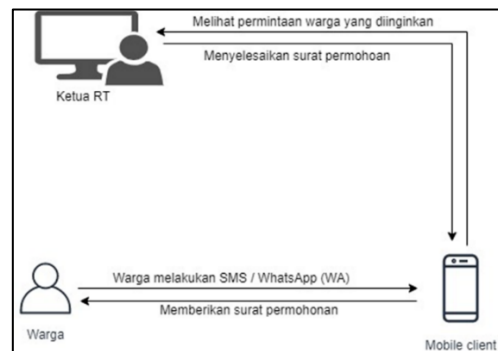 Melihat permintaan warga yang diinginkan
Menyelesaikan surat permohoan
Ketua RT
Warga melakukan SMS / WhatsApp (WA)
Memberikan surat permohonan
Warga
Mobile client